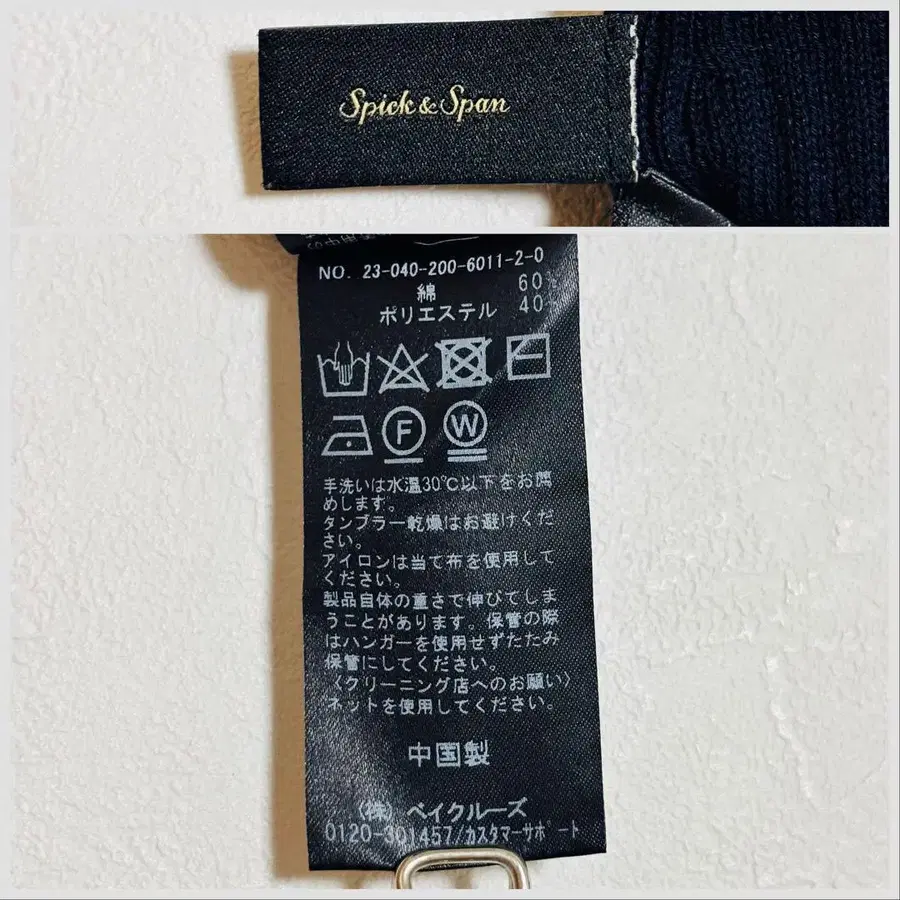 Spick & Span
NO. 23-040-200-6011-2-0
綿 60%
ポリエステル 40%
F W
手洗いは水温30℃以下をお薦
めします。
タンブラー乾燥はお避けくだ
さい。
アイロンは当て布を使用して
ください。
製品自体の重さで伸びてしま
うことがあります。保管の際
はハンガーを使用せずたたみ
保管にしてください。
〈クリーニング店へのお願い〉
ネットを使用してください。
中国製
(株) ベイクルーズ
0120-301457/カスタマーサポート